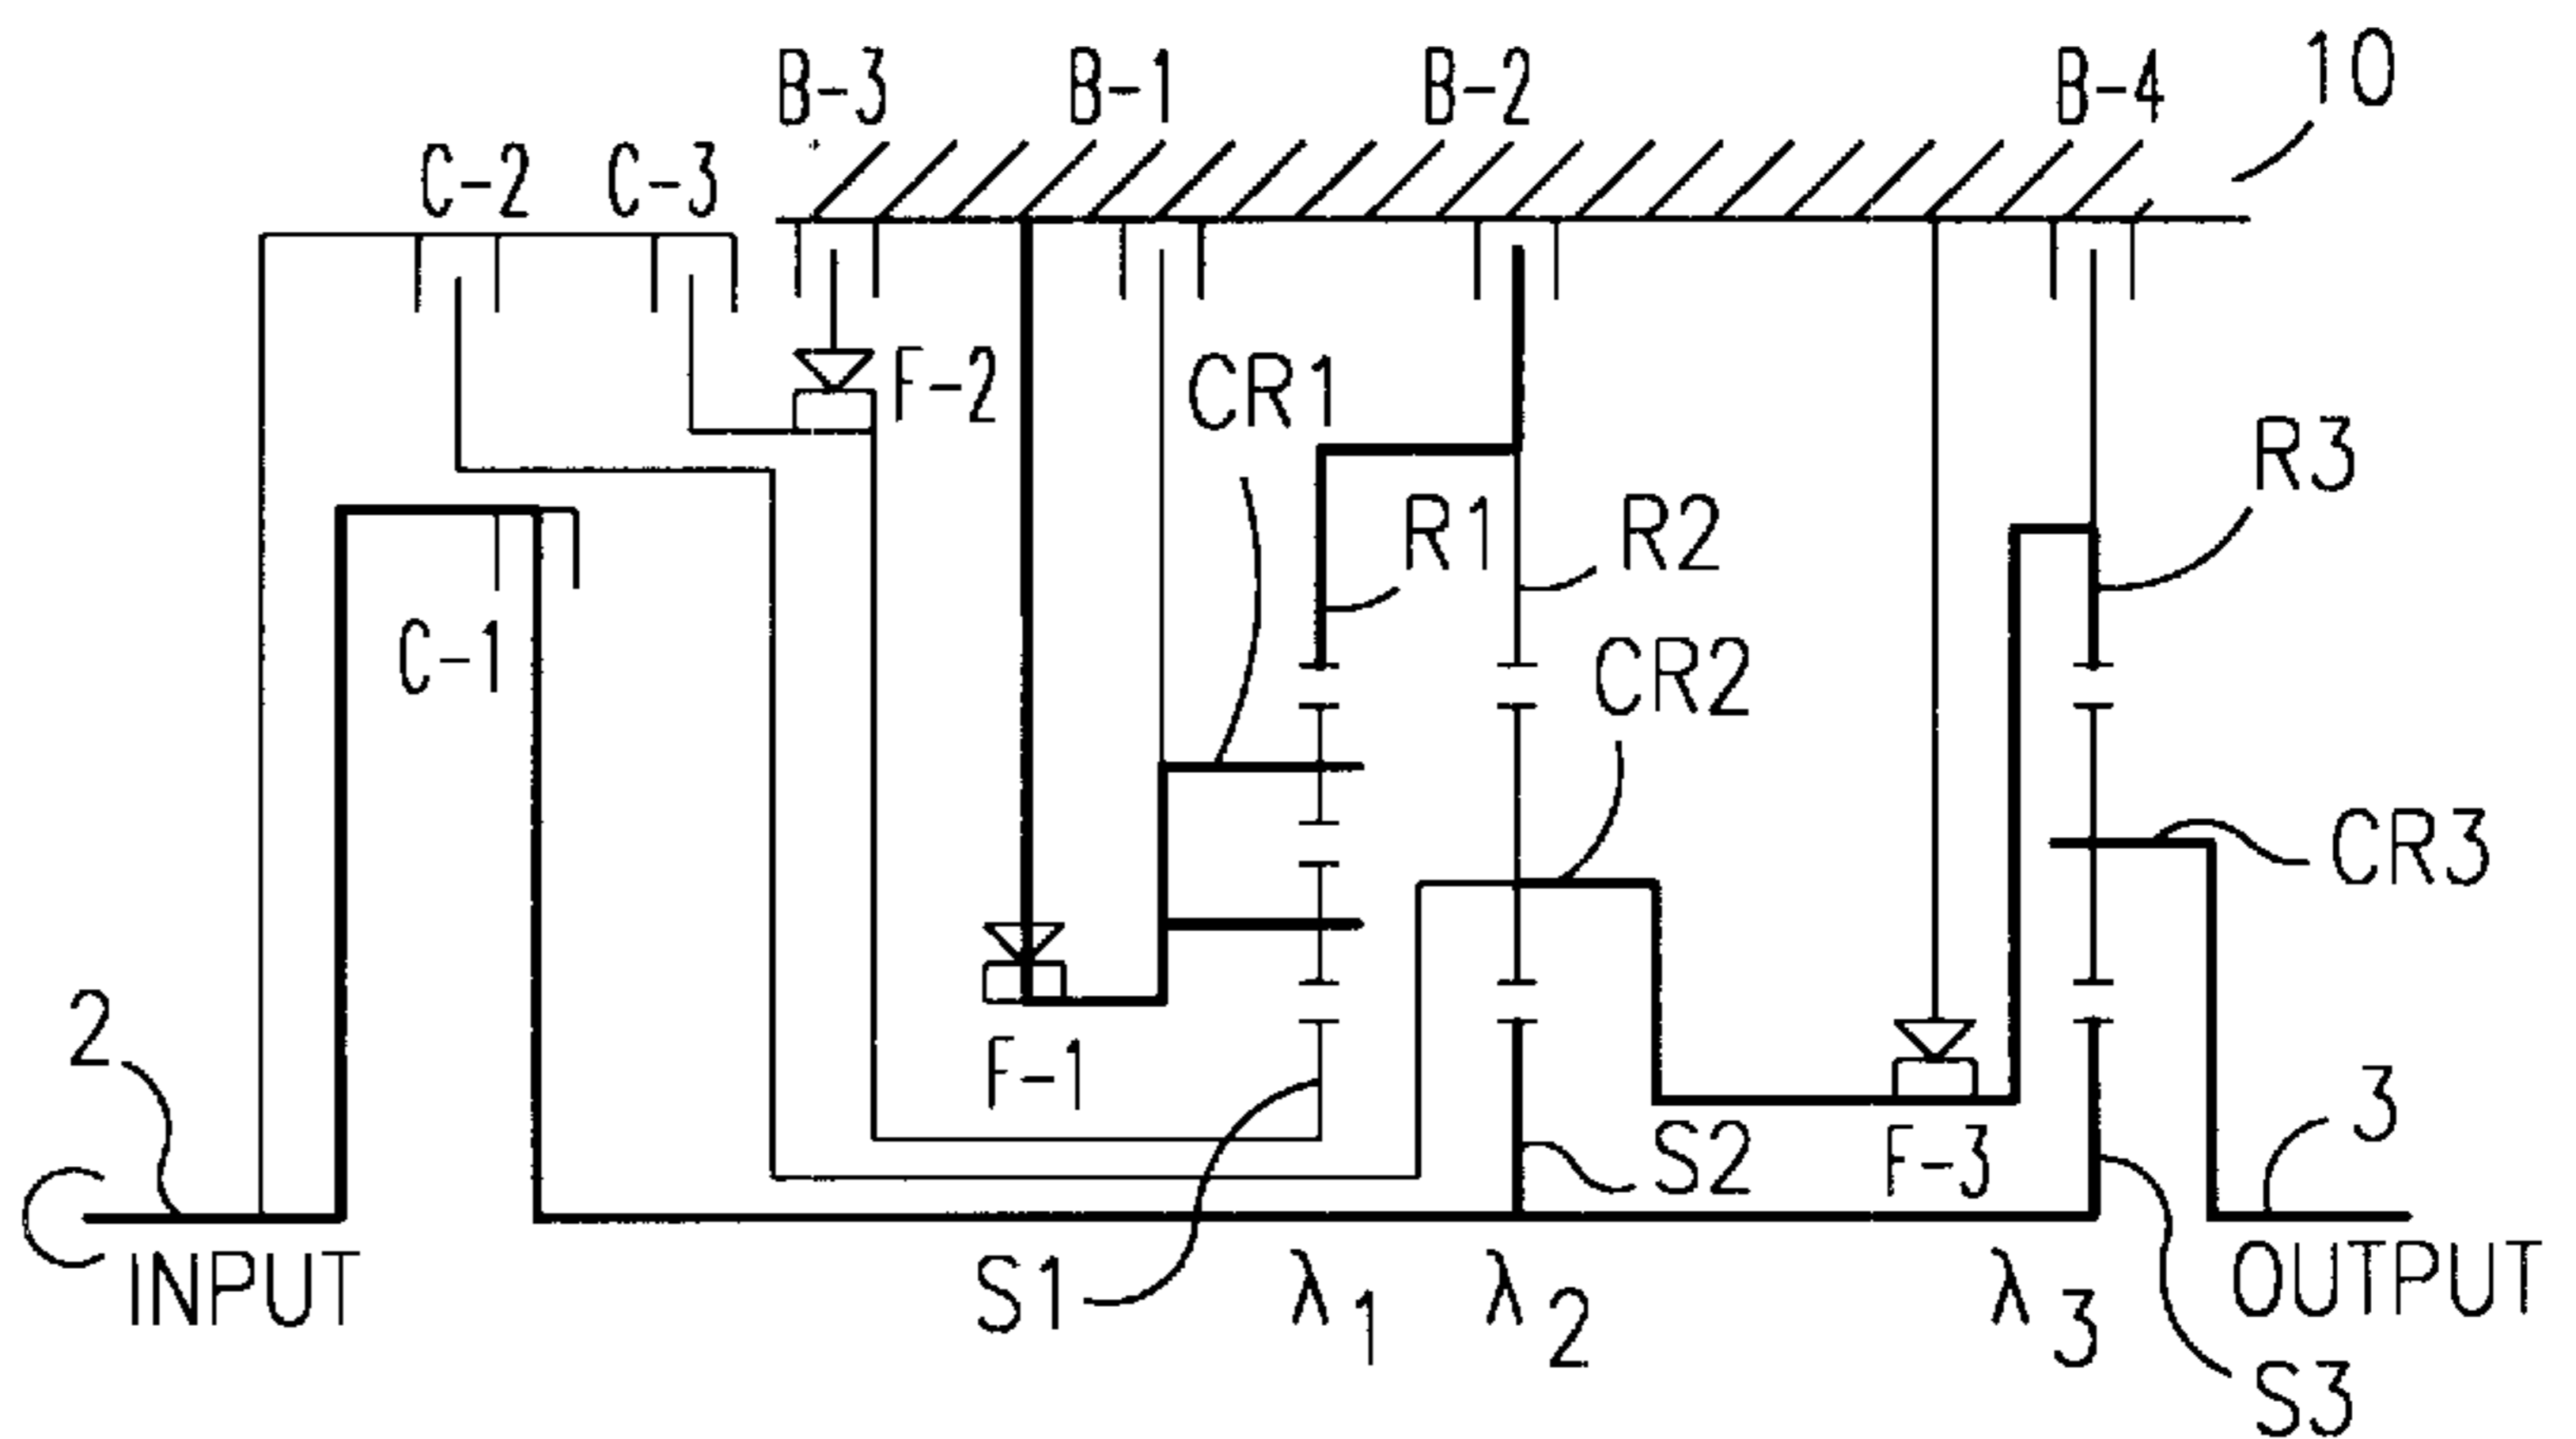 10
B-3
B-1
B-2
B-4
C-2
C-3
F-2
CR1
R3
R1
R2
C-1
CR2
CR3
2
F-1
S2
F-3
3
INPUT
S1
λ1
λ2
λ3
OUTPUT
S3